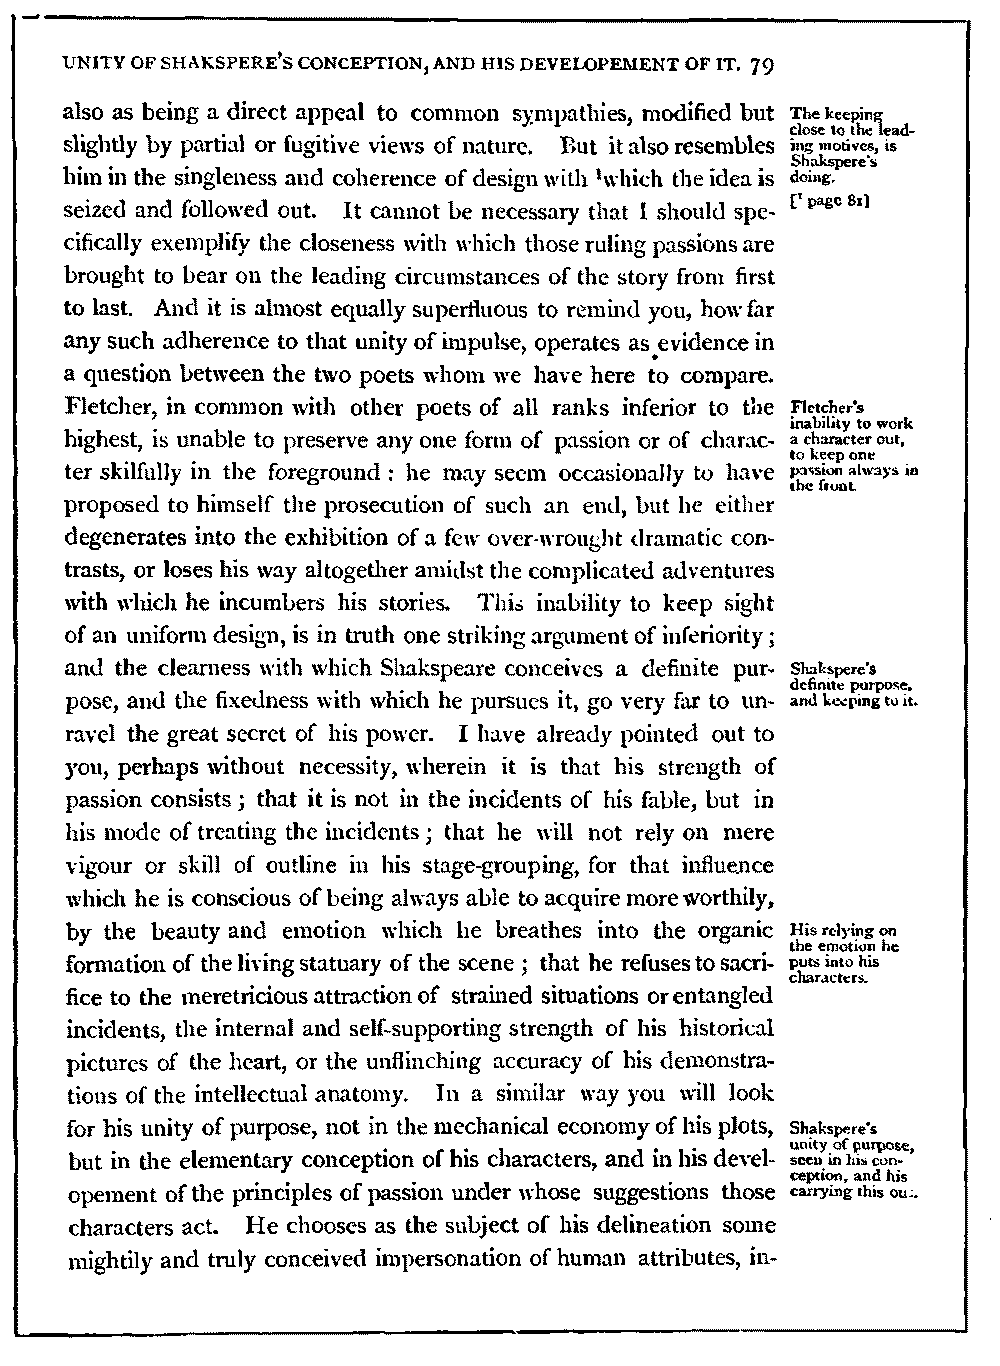 UNITY OF SHAKSPERE'S CONCEPTION, AND HIS DEVELOPEMENT OF IT. 79
also as being a direct appeal to common sympathies, modified but
slightly by partial or fugitive views of nature. But it also resembles
him in the singleness and coherence of design with ¹which the idea is
seized and followed out. It cannot be necessary that I should spe-
cifically exemplify the closeness with which those ruling passions are
brought to bear on the leading circumstances of the story from first
to last. And it is almost equally superfluous to remind you, how far
any such adherence to that unity of impulse, operates as evidence in
a question between the two poets whom we have here to compare.
Fletcher, in common with other poets of all ranks inferior to the
highest, is unable to preserve any one form of passion or of charac-
ter skilfully in the foreground : he may seem occasionally to have
proposed to himself the prosecution of such an end, but he either
degenerates into the exhibition of a few over-wrought dramatic con-
trasts, or loses his way altogether amidst the complicated adventures
with which he incumbers his stories. This inability to keep sight
of an uniform design, is in truth one striking argument of inferiority ;
and the clearness with which Shakspeare conceives a definite pur-
pose, and the fixedness with which he pursues it, go very far to un-
ravel the great secret of his power. I have already pointed out to
you, perhaps without necessity, wherein it is that his strength of
passion consists ; that it is not in the incidents of his fable, but in
his mode of treating the incidents ; that he will not rely on mere
vigour or skill of outline in his stage-grouping, for that influence
which he is conscious of being always able to acquire more worthily,
by the beauty and emotion which he breathes into the organic
formation of the living statuary of the scene ; that he refuses to sacri-
fice to the meretricious attraction of strained situations or entangled
incidents, the internal and self-supporting strength of his historical
pictures of the heart, or the unflinching accuracy of his demonstra-
tions of the intellectual anatomy. In a similar way you will look
for his unity of purpose, not in the mechanical economy of his plots,
but in the elementary conception of his characters, and in his devel-
opement of the principles of passion under whose suggestions those
characters act. He chooses as the subject of his delineation some
mightily and truly conceived impersonation of human attributes, in-
The keeping
close to the lead-
ing motives, is
Shakspere's
doing.
[¹ page 81]
Fletcher's
inability to work
a character out,
to keep one
passion always in
the front.
Shakspere's
definite purpose,
and keeping to it.
His relying on
the emotion he
puts into his
characters.
Shakspere's
unity of purpose,
seen in his con-
ception, and his
carrying this out.